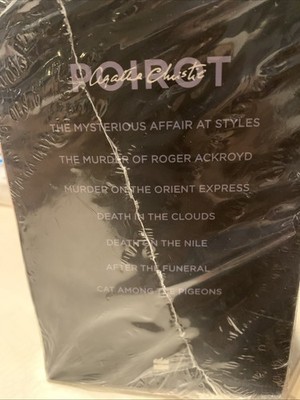 POIROT
Agatha Christie
THE MYSTERIOUS AFFAIR AT STYLES
THE MURDER OF ROGER ACKROYD
MURDER ON THE ORIENT EXPRESS
DEATH IN THE CLOUDS
DEATH ON THE NILE
AFTER THE FUNERAL
CAT AMONG THE PIGEONS